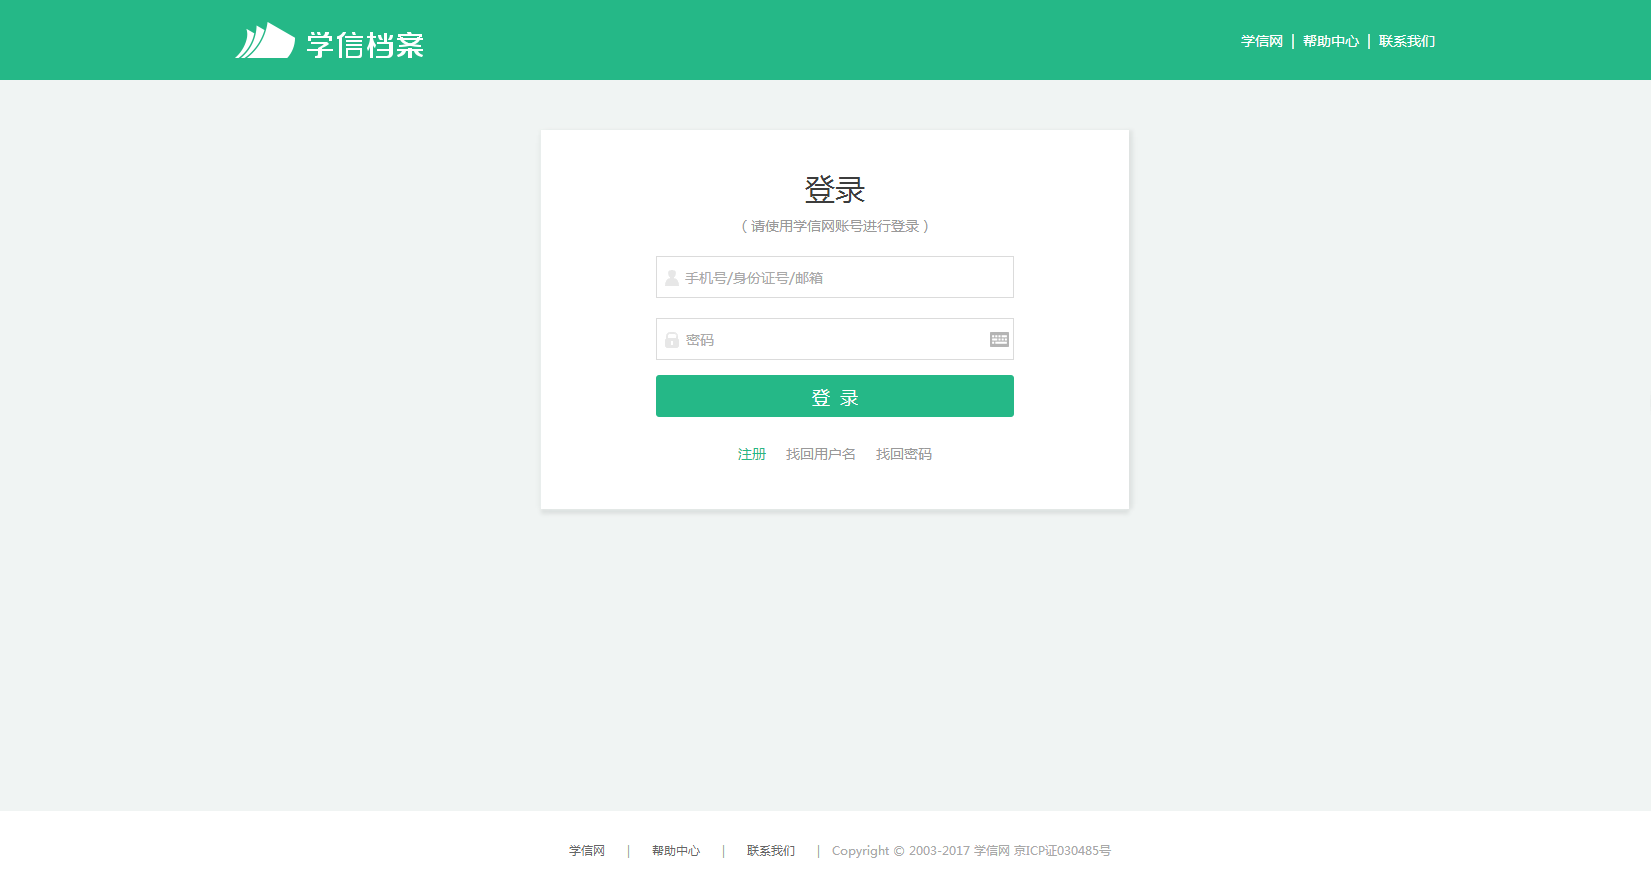 学信档案
学信网 | 帮助中心 | 联系我们
登录
（请使用学信网账号进行登录）
手机号/身份证号/邮箱
密码
登 录
注册 找回用户名 找回密码
学信网 | 帮助中心 | 联系我们 | Copyright © 2003-2017 学信网 京ICP证030485号